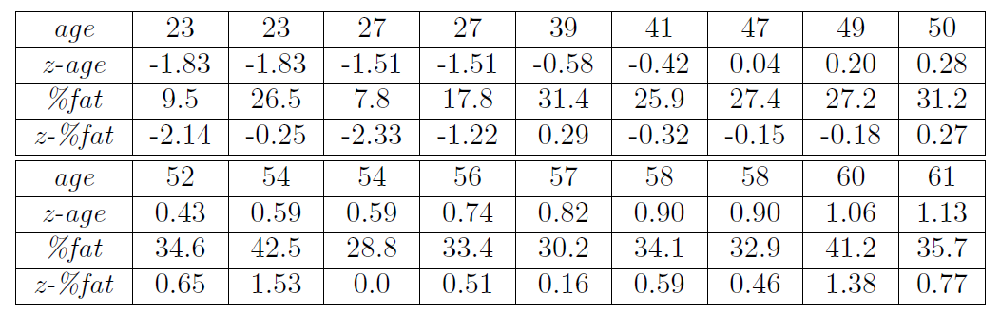 age 23 23 27 27 39 41 47 49 50
z-age -1.83 -1.83 -1.51 -1.51 -0.58 -0.42 0.04 0.20 0.28
%fat 9.5 26.5 7.8 17.8 31.4 25.9 27.4 27.2 31.2
z-%fat -2.14 -0.25 -2.33 -1.22 0.29 -0.32 -0.15 -0.18 0.27
age 52 54 54 56 57 58 58 60 61
z-age 0.43 0.59 0.59 0.74 0.82 0.90 0.90 1.06 1.13
%fat 34.6 42.5 28.8 33.4 30.2 34.1 32.9 41.2 35.7
z-%fat 0.65 1.53 0.0 0.51 0.16 0.59 0.46 1.38 0.77